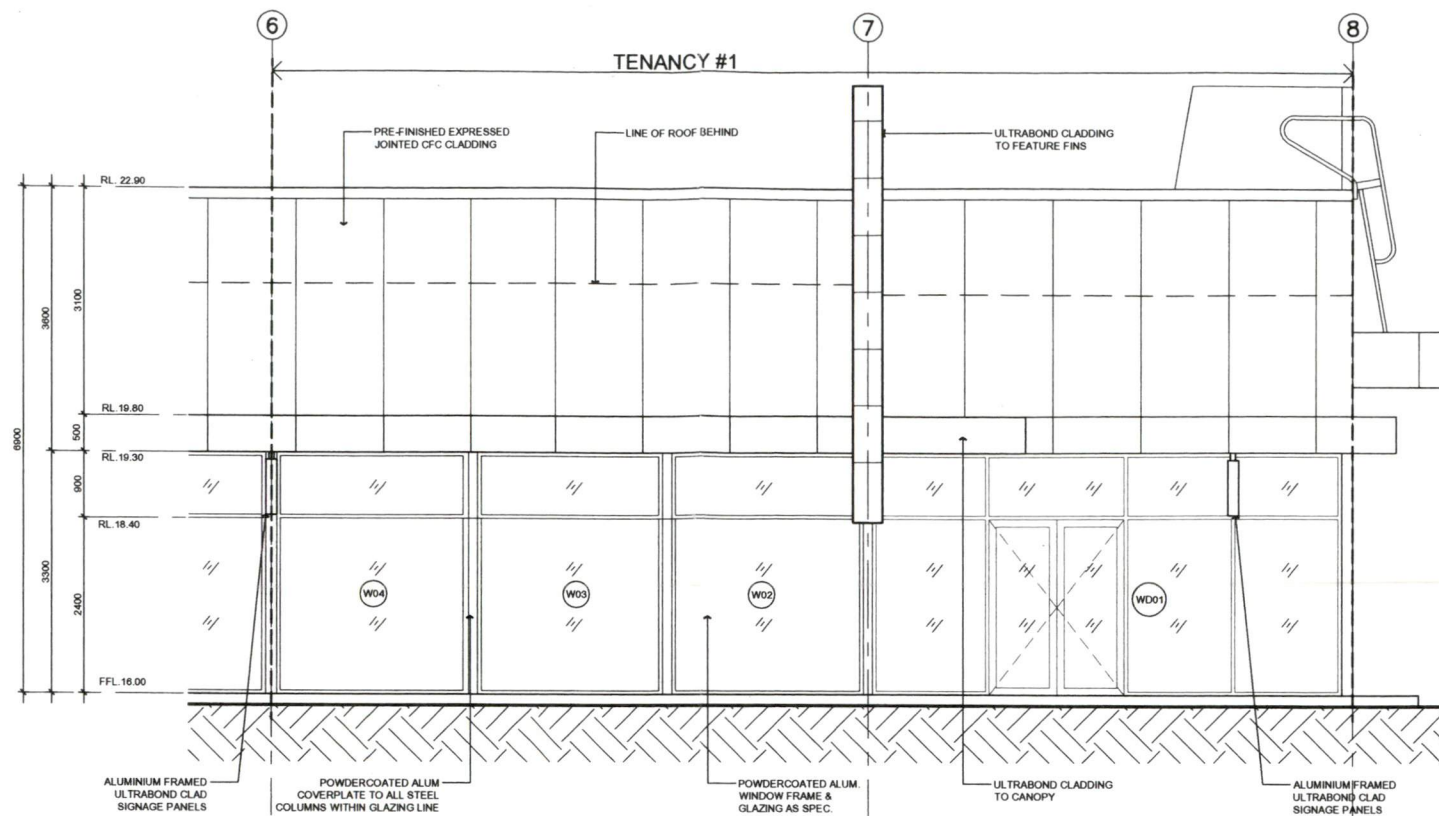 6
7
8
TENANCY #1
PRE-FINISHED EXPRESSED
JOINTED CFC CLADDING
LINE OF ROOF BEHIND
ULTRABOND CLADDING
TO FEATURE FINS
RL. 22.90
3100
3600
RL.19.80
500
6900
RL.19.30
900
RL.18.40
3300
2400
W04
W03
W02
WD01
FFL.16.00
ALUMINIUM FRAMED
ULTRABOND CLAD
SIGNAGE PANELS
POWDERCOATED ALUM
COVERPLATE TO ALL STEEL
COLUMNS WITHIN GLAZING LINE
POWDERCOATED ALUM.
WINDOW FRAME &
GLAZING AS SPEC.
ULTRABOND CLADDING
TO CANOPY
ALUMINIUM FRAMED
ULTRABOND CLAD
SIGNAGE PANELS